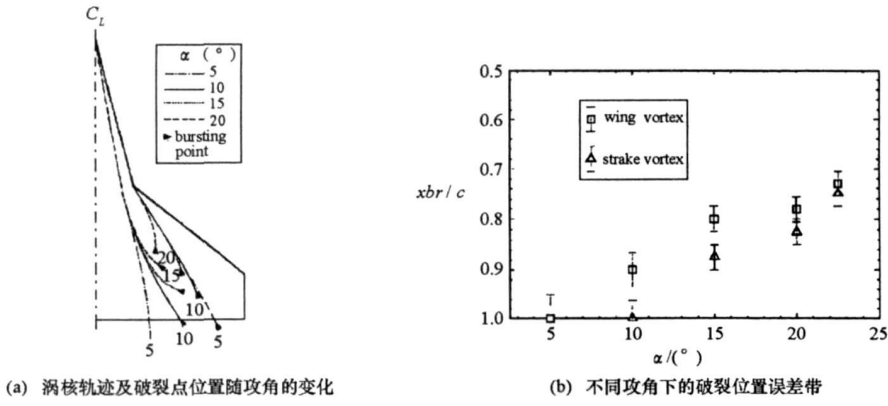 C_L
α (°)
5
10
15
20
bursting
point
20
15
10
5
10
5
(a) 涡核轨迹及破裂点位置随攻角的变化
0.5
0.6
0.7
0.8
0.9
1.0
xbr / c
wing vortex
strake vortex
5
10
15
20
25
α/(°)
(b) 不同攻角下的破裂位置误差带